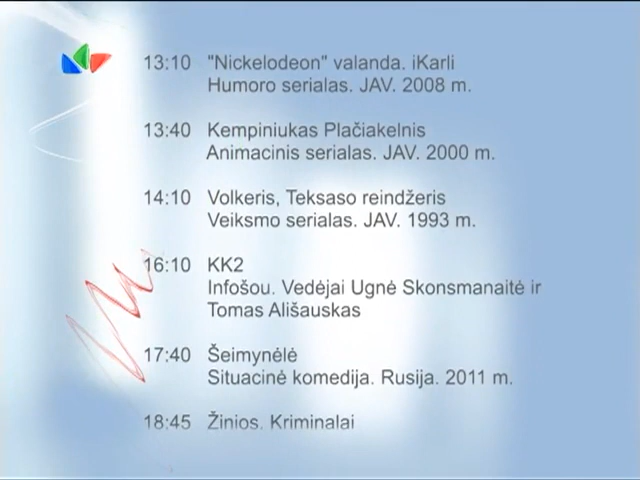 13:10 "Nickelodeon" valanda. iKarli
Humoro serialas. JAV. 2008 m.
13:40 Kempiniukas Plačiakelnis
Animacinis serialas. JAV. 2000 m.
14:10 Volkeris, Teksaso reindžeris
Veiksmo serialas. JAV. 1993 m.
16:10 KK2
Infošou. Vedėjai Ugnė Skonsmanaitė ir
Tomas Ališauskas
17:40 Šeimynėlė
Situacinė komedija. Rusija. 2011 m.
18:45 Žinios. Kriminalai